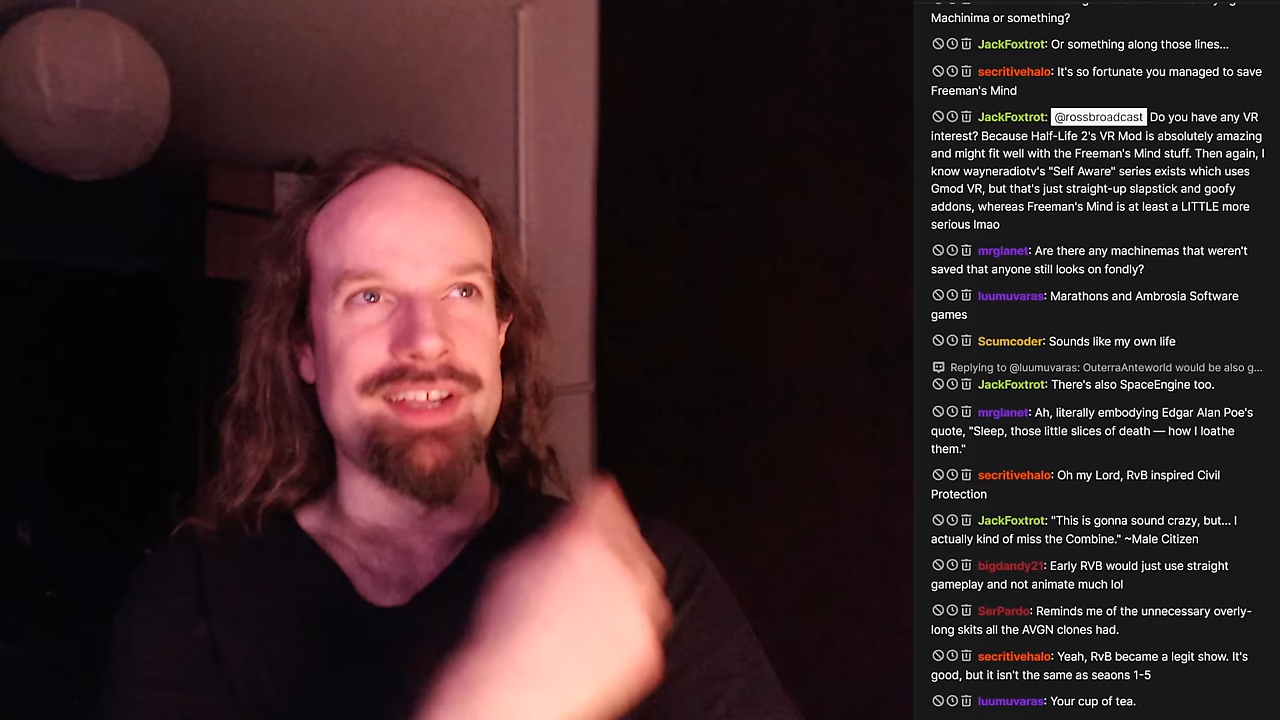 Machinima or something?
JackFoxtrot: Or something along those lines...
secritivehalo: It's so fortunate you managed to save
Freeman's Mind
JackFoxtrot: @rossbroadcast Do you have any VR
interest? Because Half-Life 2's VR Mod is absolutely amazing
and might fit well with the Freeman's Mind stuff. Then again, I
know wayneradiotv's "Self Aware" series exists which uses
Gmod VR, but that's just straight-up slapstick and goofy
addons, whereas Freeman's Mind is at least a LITTLE more
serious lmao
mrglanet: Are there any machinemas that weren't
saved that anyone still looks on fondly?
luumuvaras: Marathons and Ambrosia Software
games
Scumcoder: Sounds like my own life
Replying to @luumuvaras: OuterraAnteworld would be also g...
JackFoxtrot: There's also SpaceEngine too.
mrglanet: Ah, literally embodying Edgar Alan Poe's
quote, "Sleep, those little slices of death — how I loathe
them."
secritivehalo: Oh my Lord, RvB inspired Civil
Protection
JackFoxtrot: "This is gonna sound crazy, but... I
actually kind of miss the Combine." ~Male Citizen
bigdandy21: Early RVB would just use straight
gameplay and not animate much lol
SerPardo: Reminds me of the unnecessary overly-
long skits all the AVGN clones had.
secritivehalo: Yeah, RvB became a legit show. It's
good, but it isn't the same as seaons 1-5
luumuvaras: Your cup of tea.